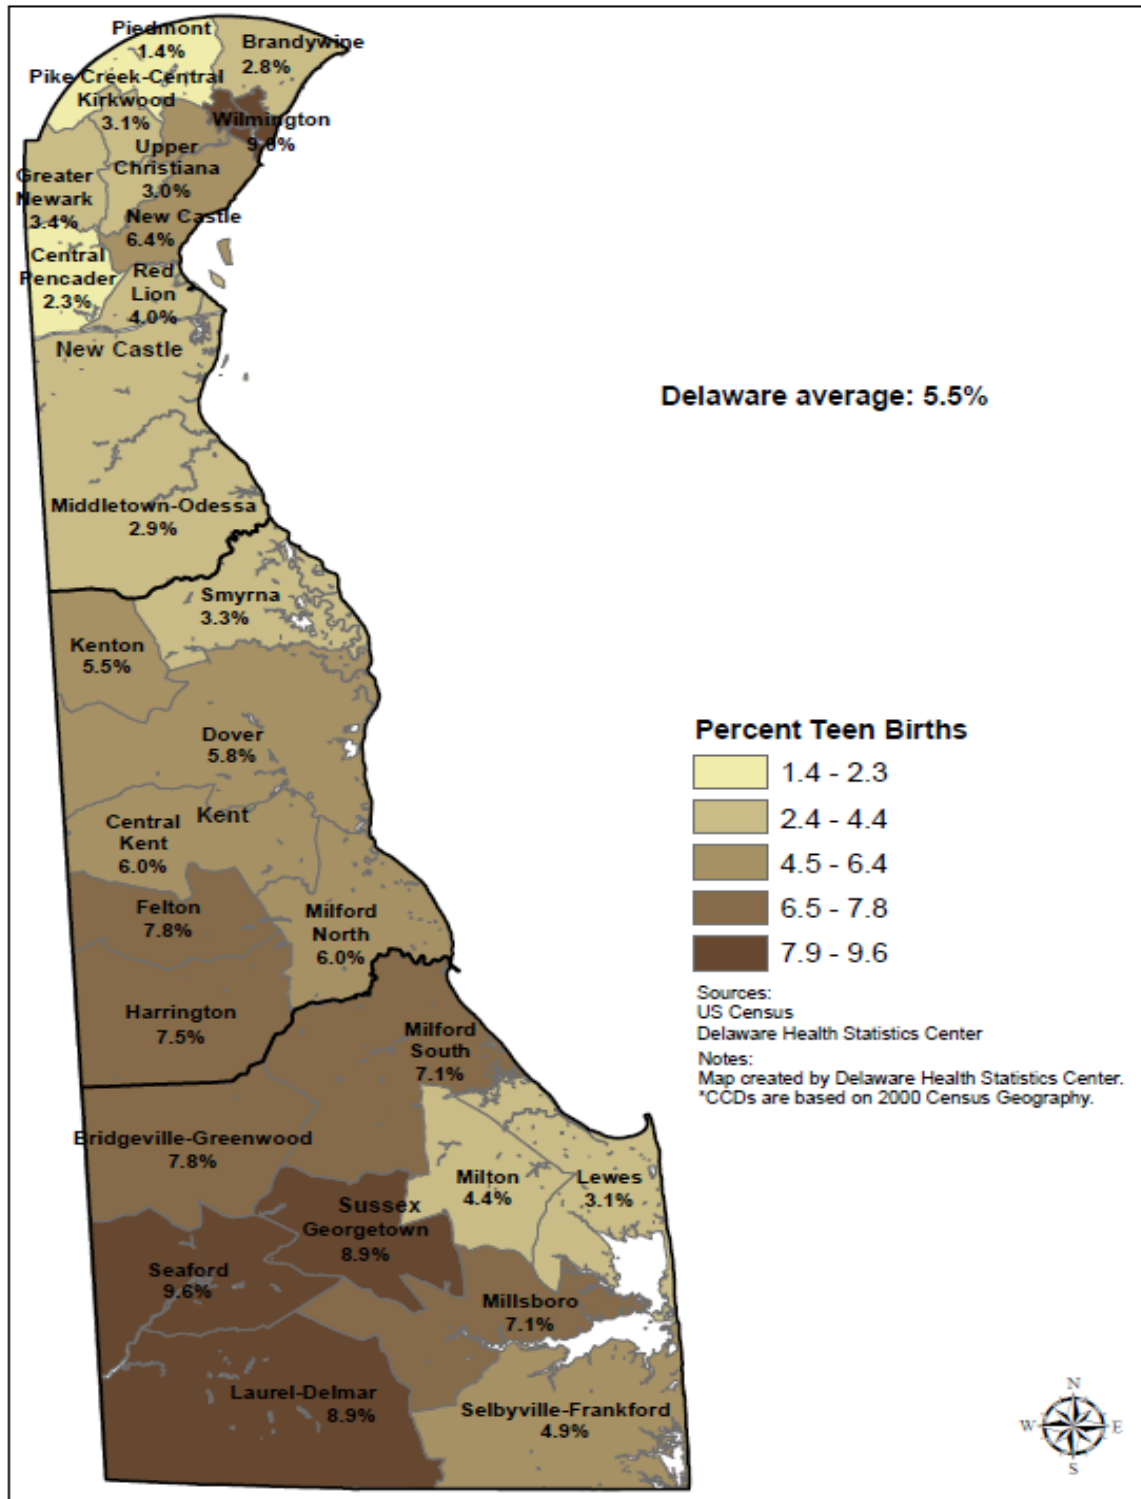 Piedmont
1.4%
Brandywine
2.8%
Pike Creek-Central
Kirkwood
3.1%
Wilmington
Upper
Christiana
3.0%
Greater
Newark
3.4%
New Castle
6.4%
Central
Pencader
2.3%
Red
Lion
4.0%
New Castle
Delaware average: 5.5%
Middletown-Odessa
2.9%
Smyrna
3.3%
Kenton
5.5%
Dover
5.8%
Kent
Central
Kent
6.0%
Felton
7.8%
Milford
North
6.0%
Harrington
7.5%
Milford
South
7.1%
Bridgeville-Greenwood
7.8%
Milton
4.4%
Lewes
3.1%
Sussex
Georgetown
8.9%
Seaford
9.6%
Millsboro
7.1%
Laurel-Delmar
8.9%
Selbyville-Frankford
4.9%
Percent Teen Births
1.4 - 2.3
2.4 - 4.4
4.5 - 6.4
6.5 - 7.8
7.9 - 9.6
Sources:
US Census
Delaware Health Statistics Center
Notes:
Map created by Delaware Health Statistics Center.
*CCDs are based on 2000 Census Geography.
N
W E
S